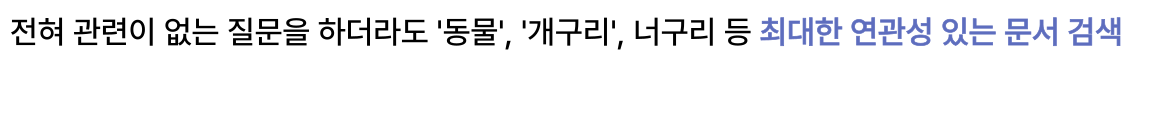 전혀 관련이 없는 질문을 하더라도 '동물', '개구리', 너구리 등 최대한 연관성 있는 문서 검색